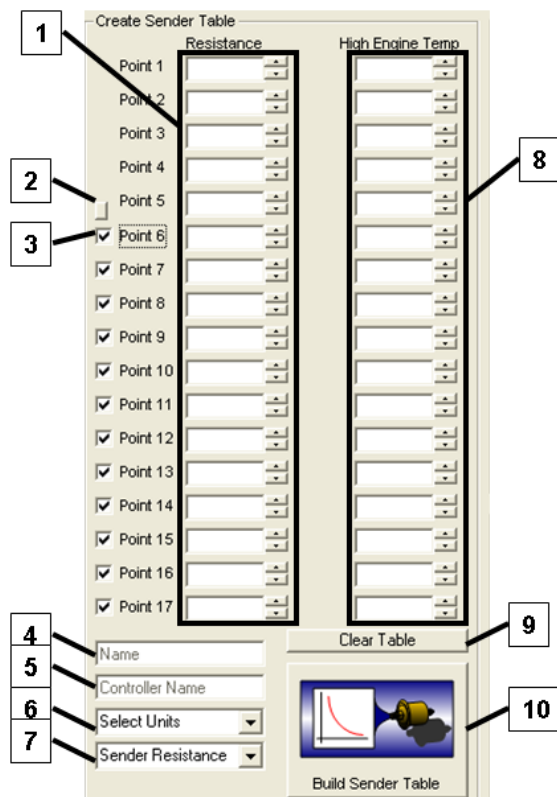 Create Sender Table
1
Resistance
High Engine Temp
Point 1
Point 2
Point 3
Point 4
8
2
Point 5
3
Point 6
Point 7
Point 8
Point 9
Point 10
Point 11
Point 12
Point 13
Point 14
Point 15
Point 16
Point 17
4
Name
Clear Table
9
5
Controller Name
6
Select Units
10
7
Sender Resistance
Build Sender Table